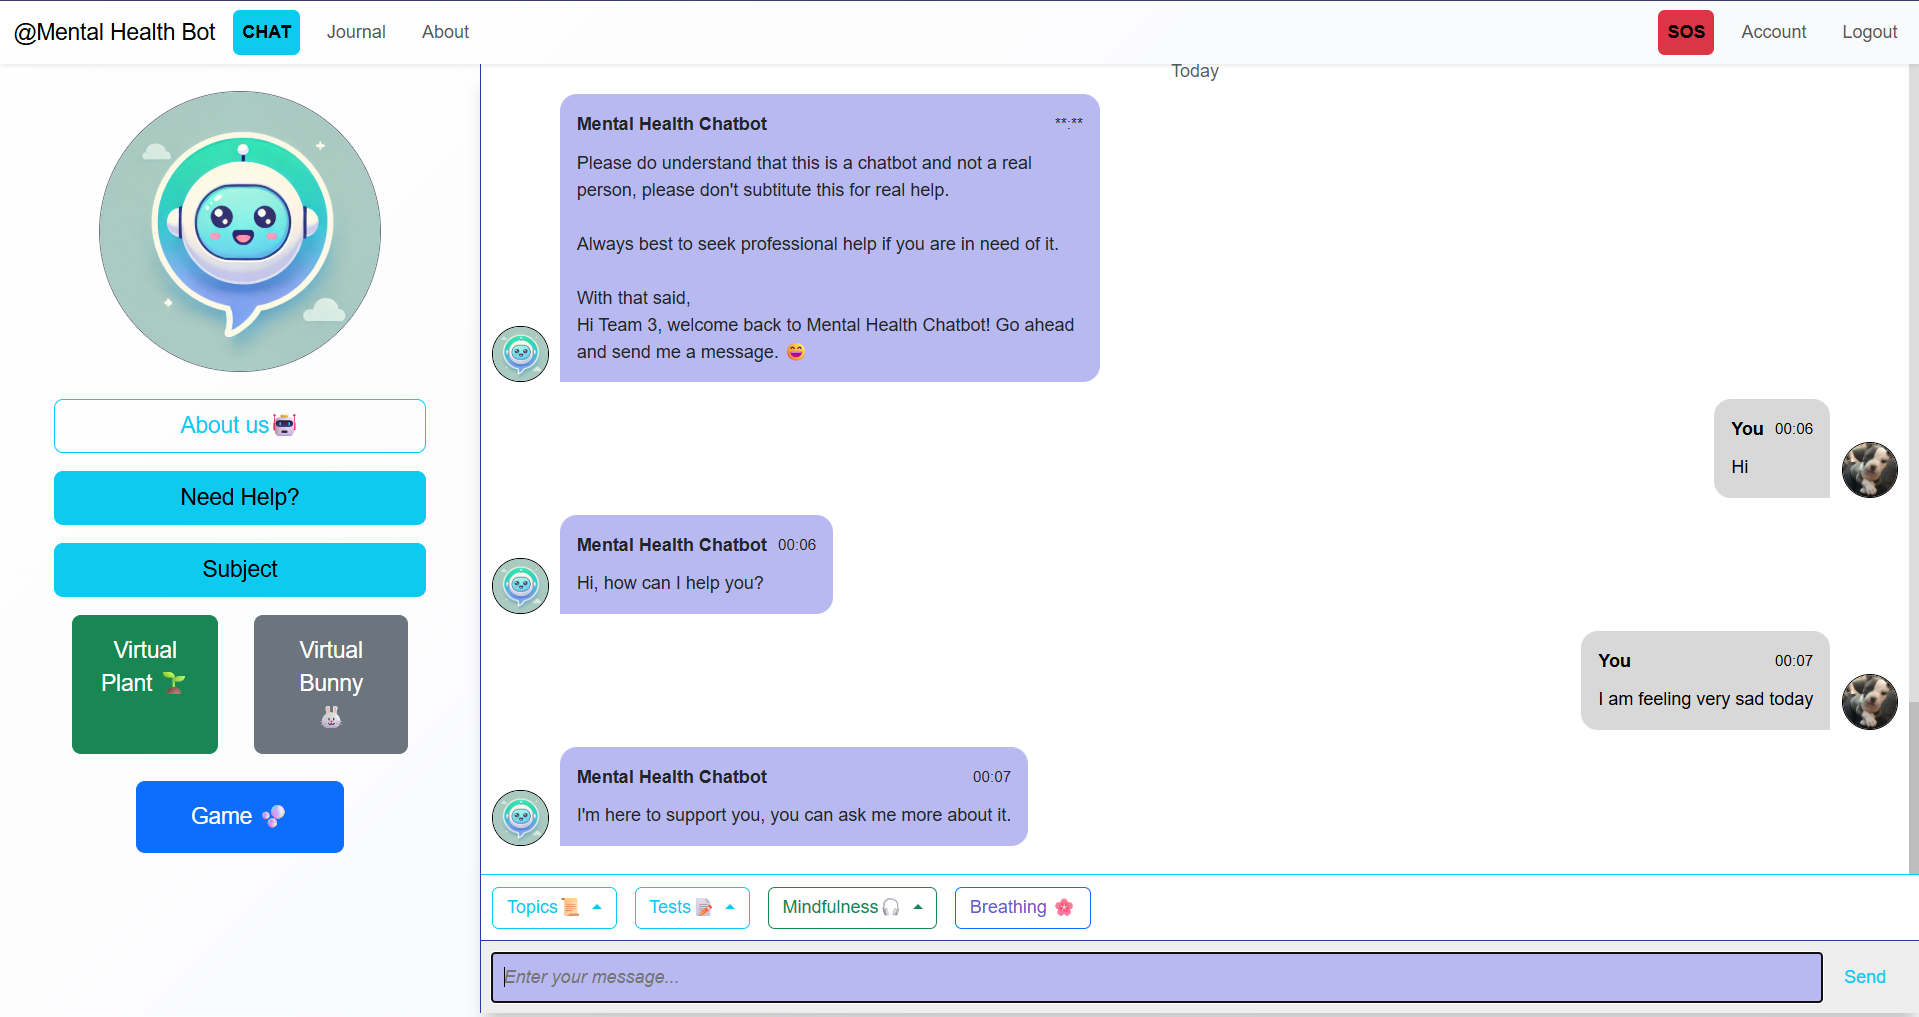 @Mental Health Bot CHAT Journal About SOS Account Logout
About us
Need Help?
Subject
Virtual
Plant
Virtual
Bunny
Game
Today
Mental Health Chatbot **:**
Please do understand that this is a chatbot and not a real
person, please don't subtitute this for real help.
Always best to seek professional help if you are in need of it.
With that said,
Hi Team 3, welcome back to Mental Health Chatbot! Go ahead
and send me a message. 😄
You 00:06
Hi
Mental Health Chatbot 00:06
Hi, how can I help you?
You 00:07
I am feeling very sad today
Mental Health Chatbot 00:07
I'm here to support you, you can ask me more about it.
Topics Tests Mindfulness Breathing
Enter your message...
Send